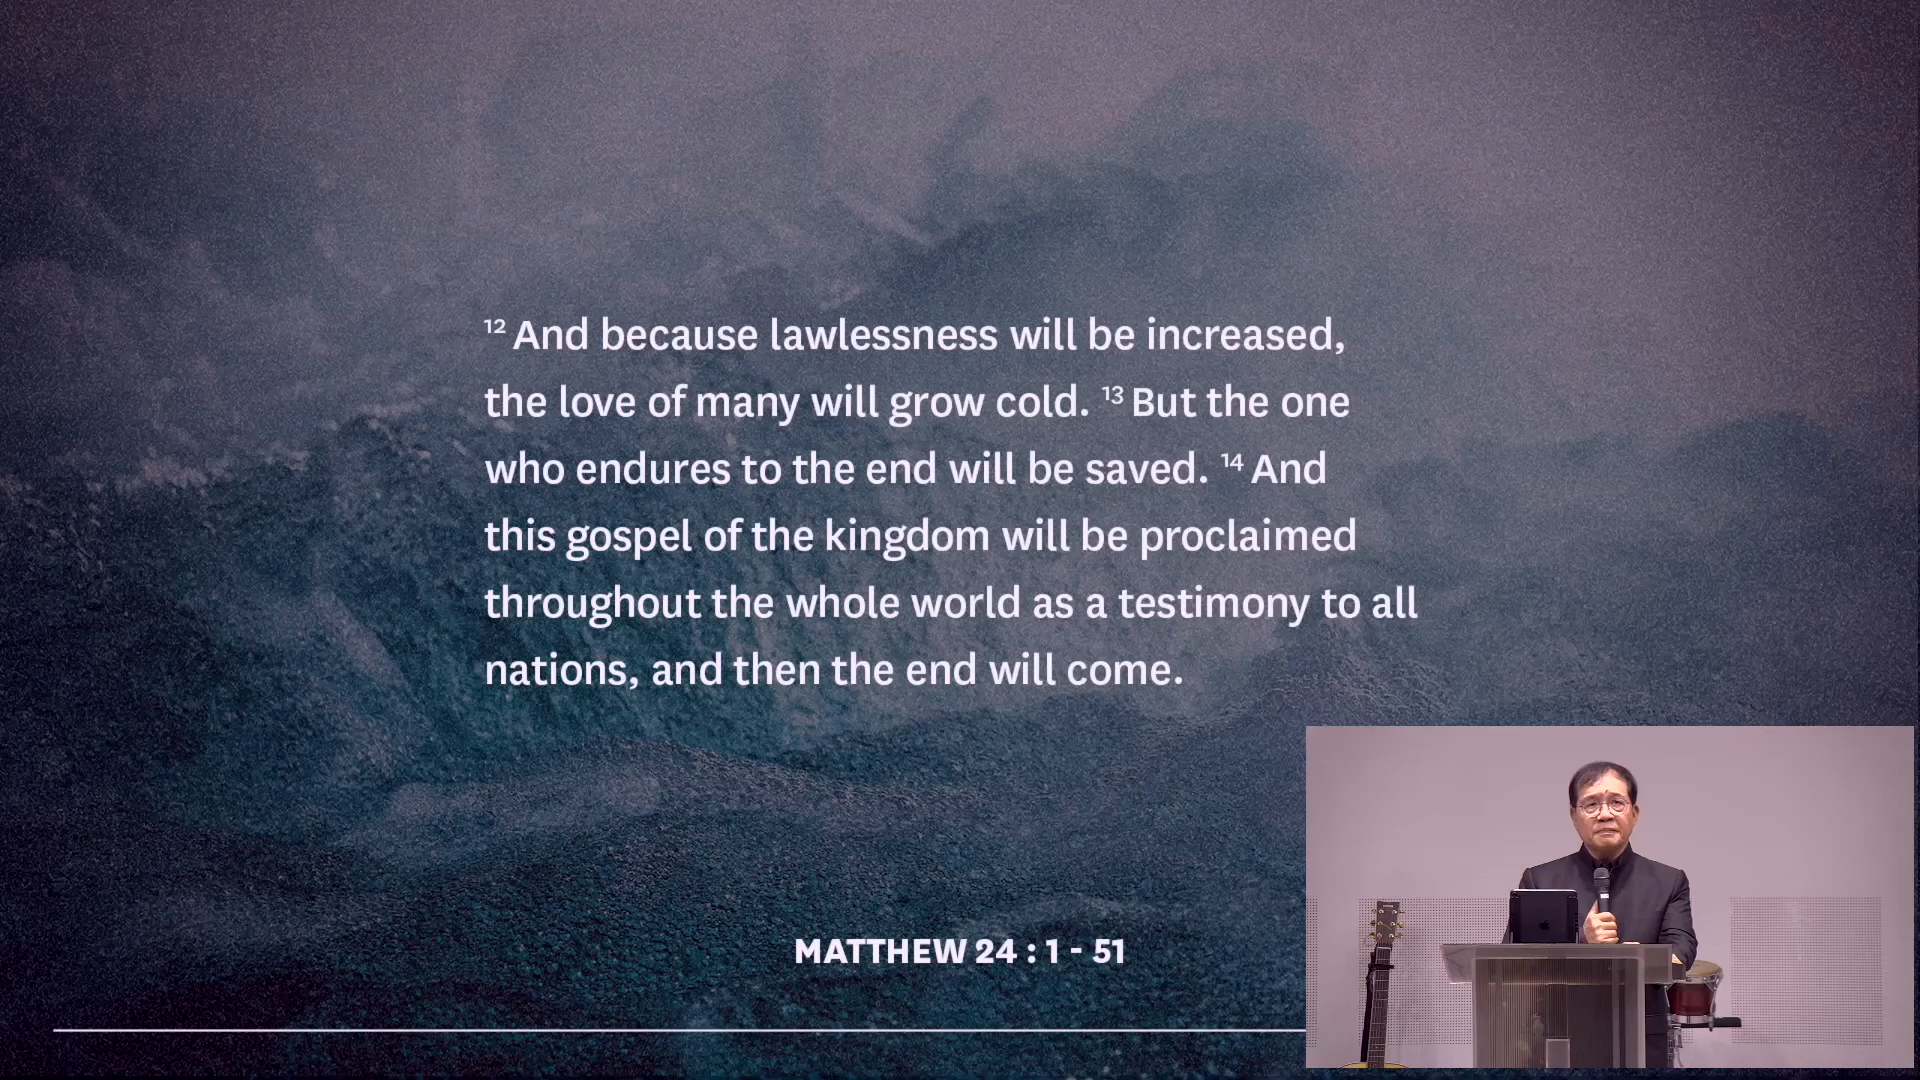 ¹² And because lawlessness will be increased,
the love of many will grow cold. ¹³ But the one
who endures to the end will be saved. ¹⁴ And
this gospel of the kingdom will be proclaimed
throughout the whole world as a testimony to all
nations, and then the end will come.
MATTHEW 24 : 1 - 51